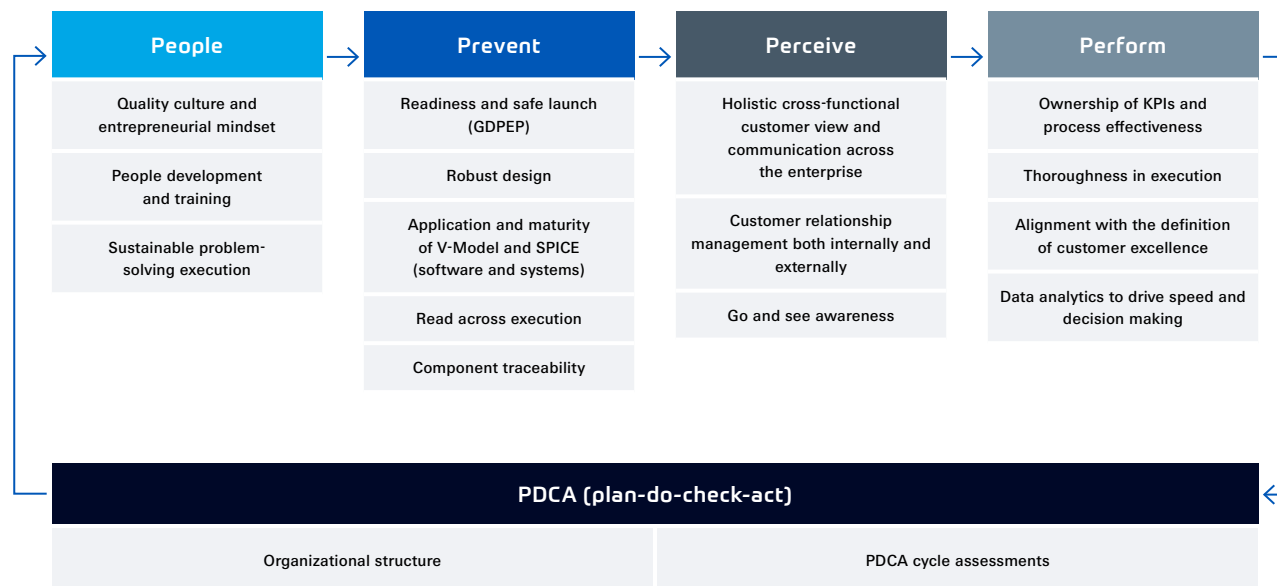 People
Quality culture and
entrepreneurial mindset
People development
and training
Sustainable problem-
solving execution
Prevent
Readiness and safe launch
(GDPEP)
Robust design
Application and maturity
of V-Model and SPICE
(software and systems)
Read across execution
Component traceability
Perceive
Holistic cross-functional
customer view and
communication across
the enterprise
Customer relationship
management both internally and
externally
Go and see awareness
Perform
Ownership of KPIs and
process effectiveness
Thoroughness in execution
Alignment with the definition
of customer excellence
Data analytics to drive speed and
decision making
PDCA (plan-do-check-act)
Organizational structure
PDCA cycle assessments